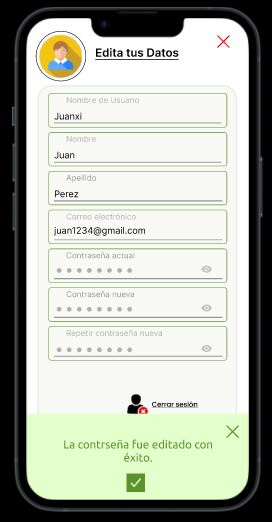 Edita tus Datos
Nombre de Usuario
Juanxi
Nombre
Juan
Apellido
Perez
Correo electrónico
juan1234@gmail.com
Contraseña actual
Contraseña nueva
Repetir contraseña nueva
Cerrar sesión
La contrseña fue editado con
éxito.